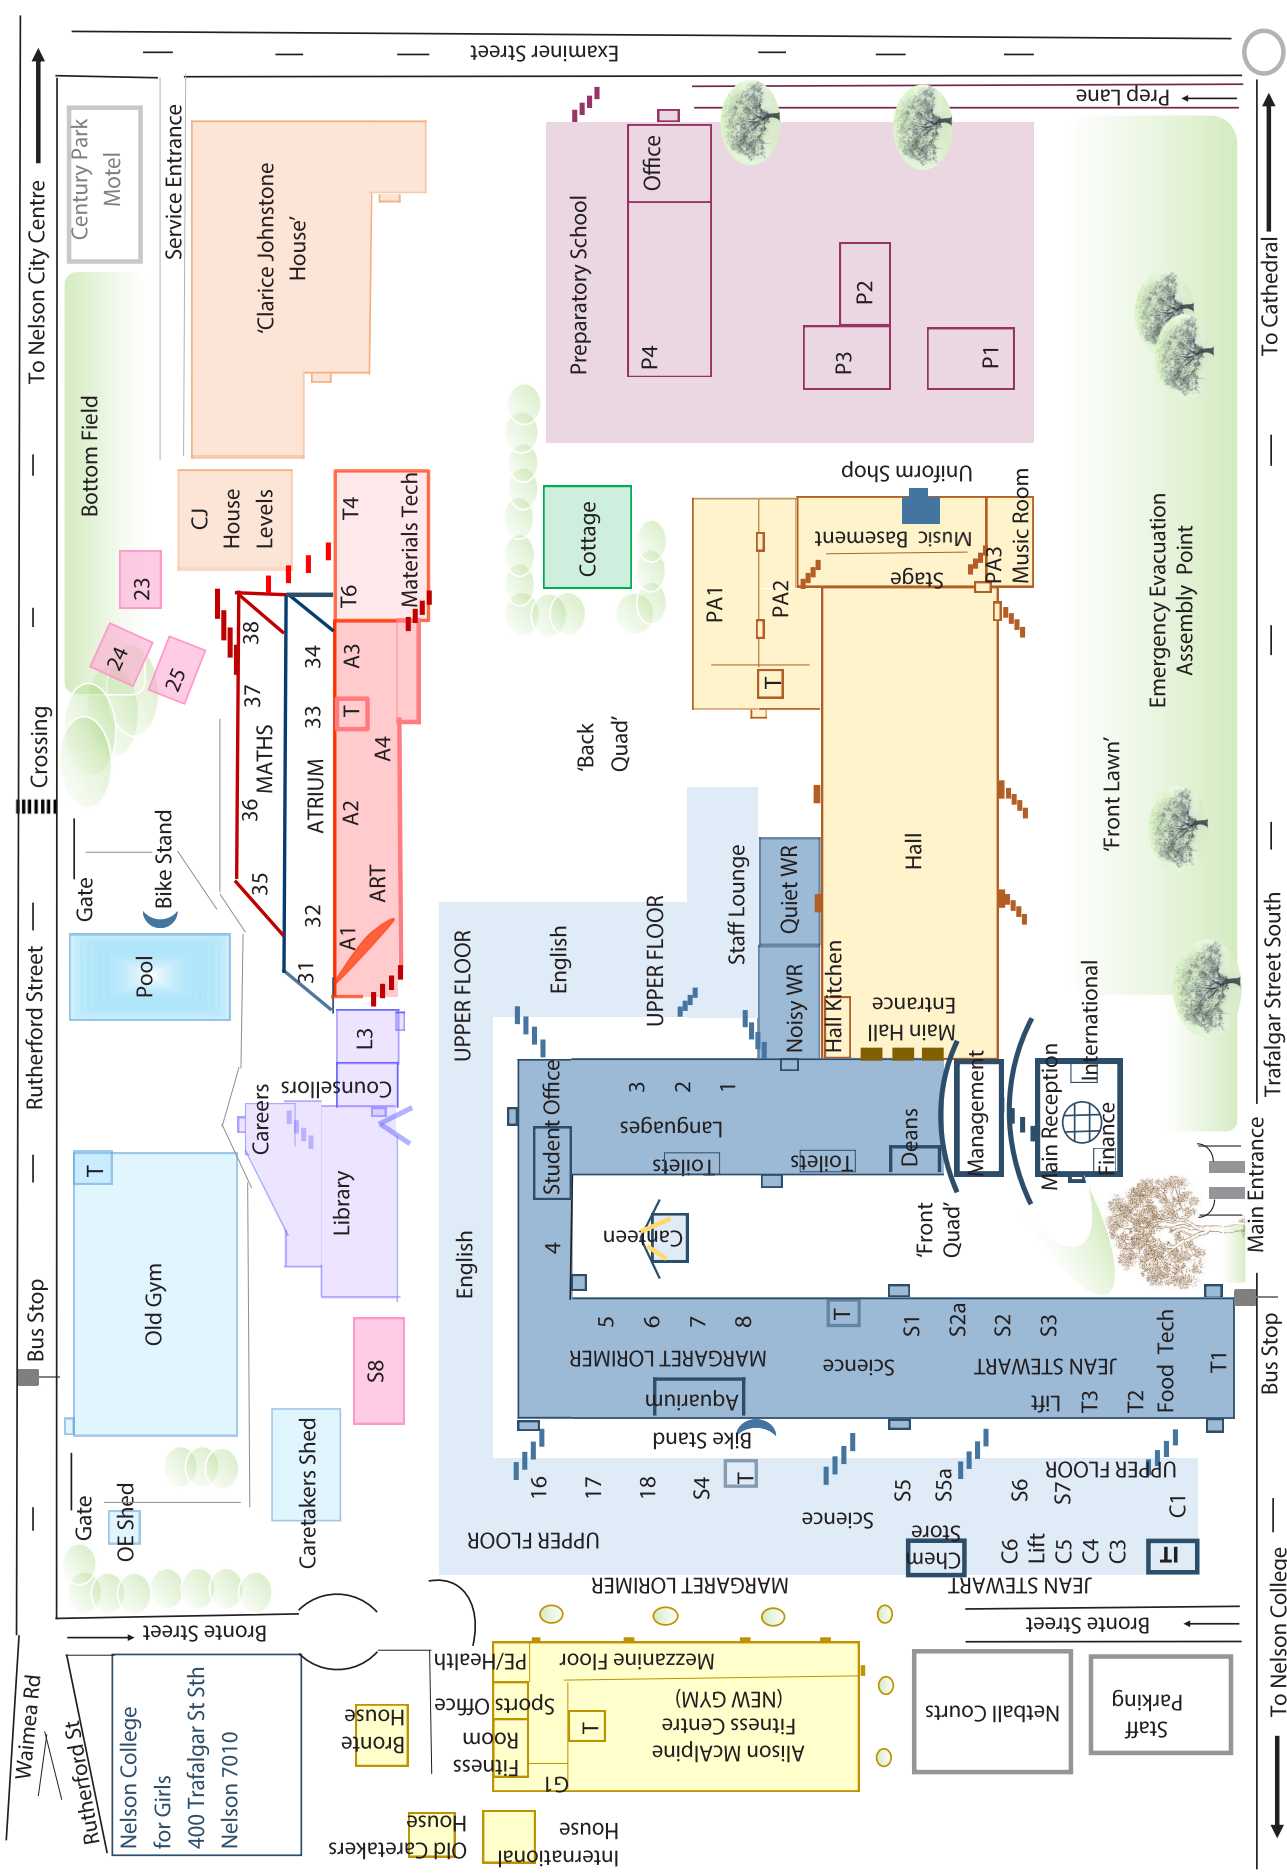 Examiner Street
Prep Lane
To Nelson City Centre
Century Park
Motel
Service Entrance
'Clarice Johnstone
House'
Preparatory School
Office
P4
P2
P3
P1
To Cathedral
Bottom Field
CJ
House
Levels
T4
T6
Materials Tech
23
24
25
Cottage
Uniform Shop
Music Basement
Stage
PA3
Music Room
PA1
PA2
T
Emergency Evacuation
Assembly Point
'Front Lawn'
Crossing
38
37
36
35
MATHS
34
33
32
31
ATRIUM
A3
T
A4
A2
A1
ART
'Back
Quad'
Hall
Gate
Bike Stand
Pool
Rutherford Street
UPPER FLOOR
English
UPPER FLOOR
Staff Lounge
Quiet WR
Noisy WR
Hall Kitchen
Main Hall
Entrance
L3
Counsellors
Careers
Library
Student Office
3
2
1
Languages
Toilets
Toilets
Deans
Management
Main Reception
International
Finance
Trafalgar Street South
Main Entrance
T
Old Gym
Bus Stop
English
4
Canteen
'Front
Quad'
5
6
7
8
MARGARET LORIMER
T
Science
S1
S2a
S2
S3
JEAN STEWART
Lift
T3
T2
Food Tech
T1
Bus Stop
Aquarium
Bike Stand
S8
Caretakers Shed
Gate
OE Shed
16
17
18
S4
T
UPPER FLOOR
Science
S5
S5a
S6
S7
UPPER FLOOR
C1
Chem
Store
C6
Lift
C5
C4
C3
IT
MARGARET LORIMER
JEAN STEWART
Bronte Street
Bronte Street
Waimea Rd
Rutherford St
Nelson College
for Girls
400 Trafalgar St Sth
Nelson 7010
Bronte
House
PE/Health
Mezzanine Floor
Sports Office
Fitness
Room
G1
T
Alison McAlpine
Fitness Centre
(NEW GYM)
Netball Courts
Staff
Parking
Old Caretakers
House
International
House
To Nelson College